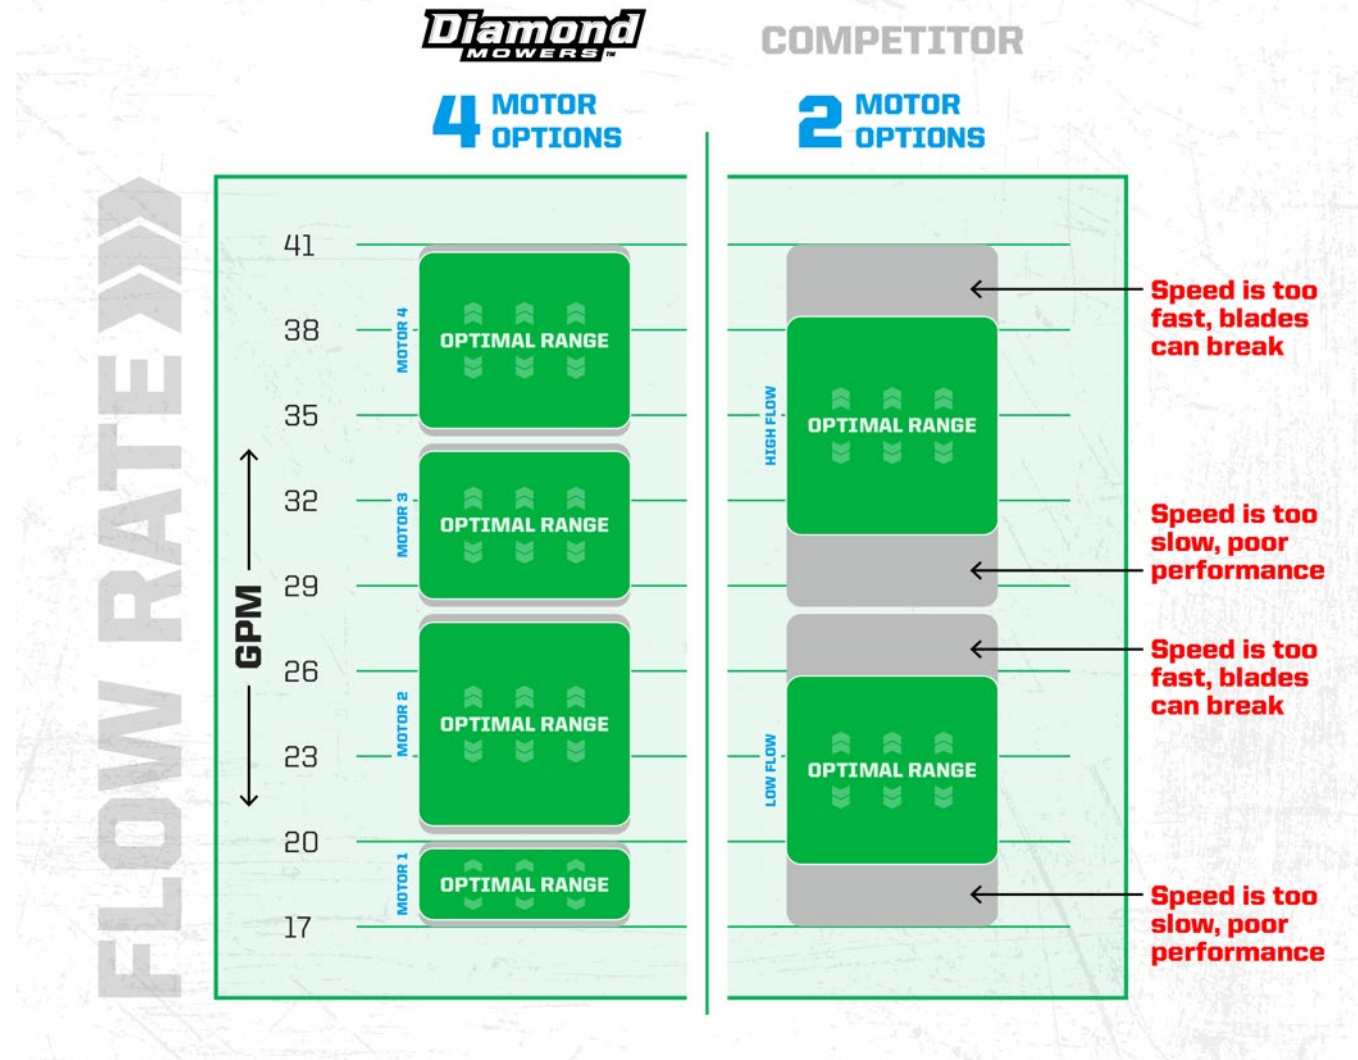 Diamond
MOWERS™
COMPETITOR
4 MOTOR
OPTIONS
2 MOTOR
OPTIONS
FLOW RATE
GPM
41
38
35
32
29
26
23
20
17
MOTOR 4
OPTIMAL RANGE
MOTOR 3
OPTIMAL RANGE
MOTOR 2
OPTIMAL RANGE
MOTOR 1
OPTIMAL RANGE
HIGH FLOW
OPTIMAL RANGE
LOW FLOW
OPTIMAL RANGE
Speed is too
fast, blades
can break
Speed is too
slow, poor
performance
Speed is too
fast, blades
can break
Speed is too
slow, poor
performance